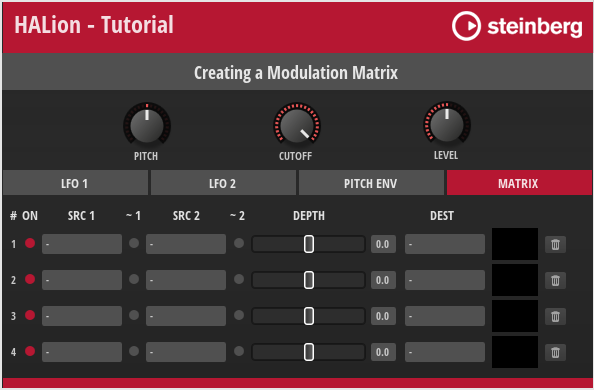 HALion - Tutorial
steinberg
Creating a Modulation Matrix
PITCH CUTOFF LEVEL
LFO 1 LFO 2 PITCH ENV MATRIX
# ON SRC 1 ~ 1 SRC 2 ~ 2 DEPTH DEST
1 - - 0.0 -
2 - - 0.0 -
3 - - 0.0 -
4 - - 0.0 -